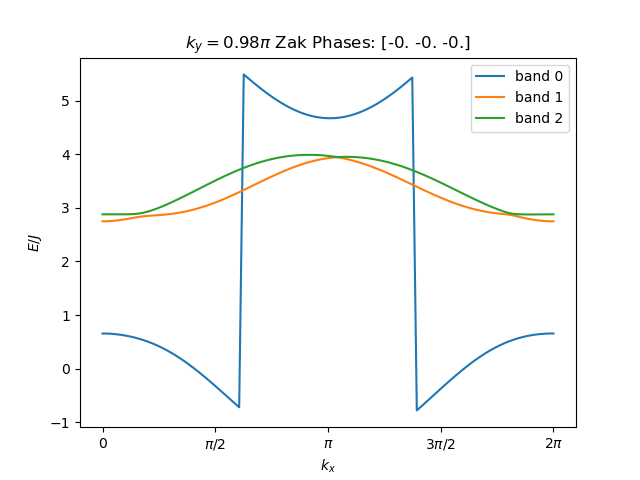 $k_y = 0.98\pi$ Zak Phases: [-0. -0. -0.]
band 0
band 1
band 2
5
4
3
2
1
0
−1
E/J
0
π/2
π
3π/2
2π
$k_x$